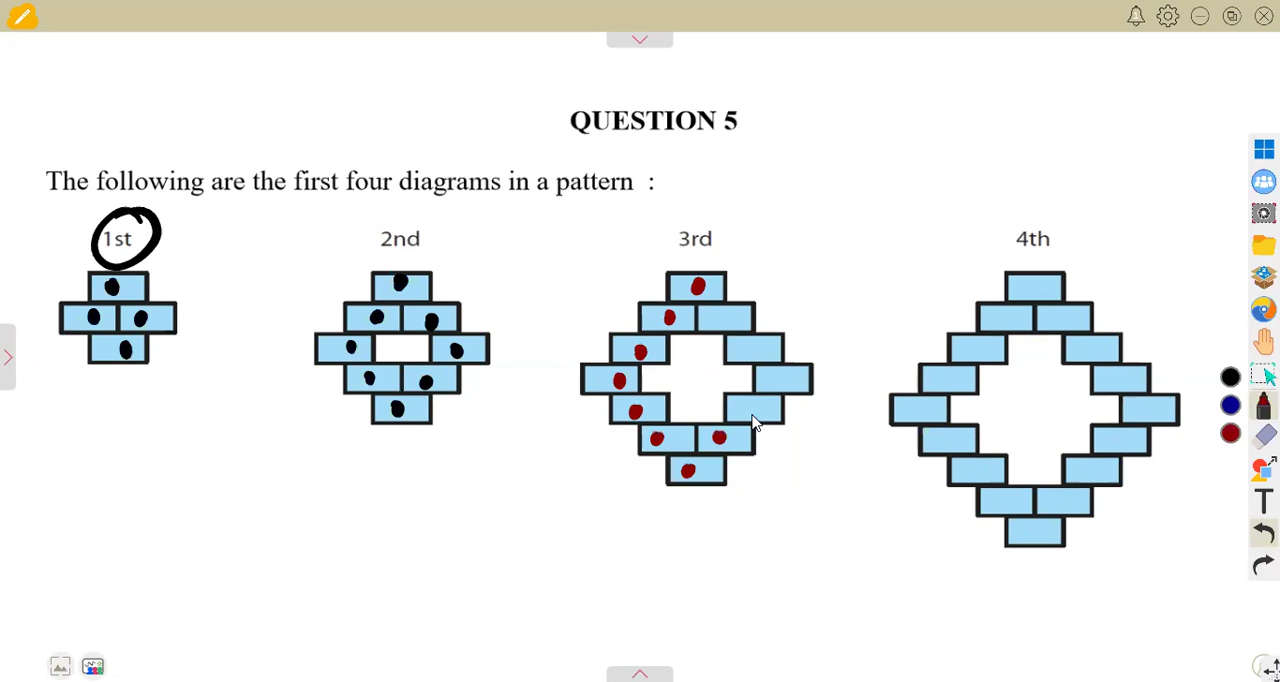 QUESTION 5
The following are the first four diagrams in a pattern :
1st 2nd 3rd 4th
T